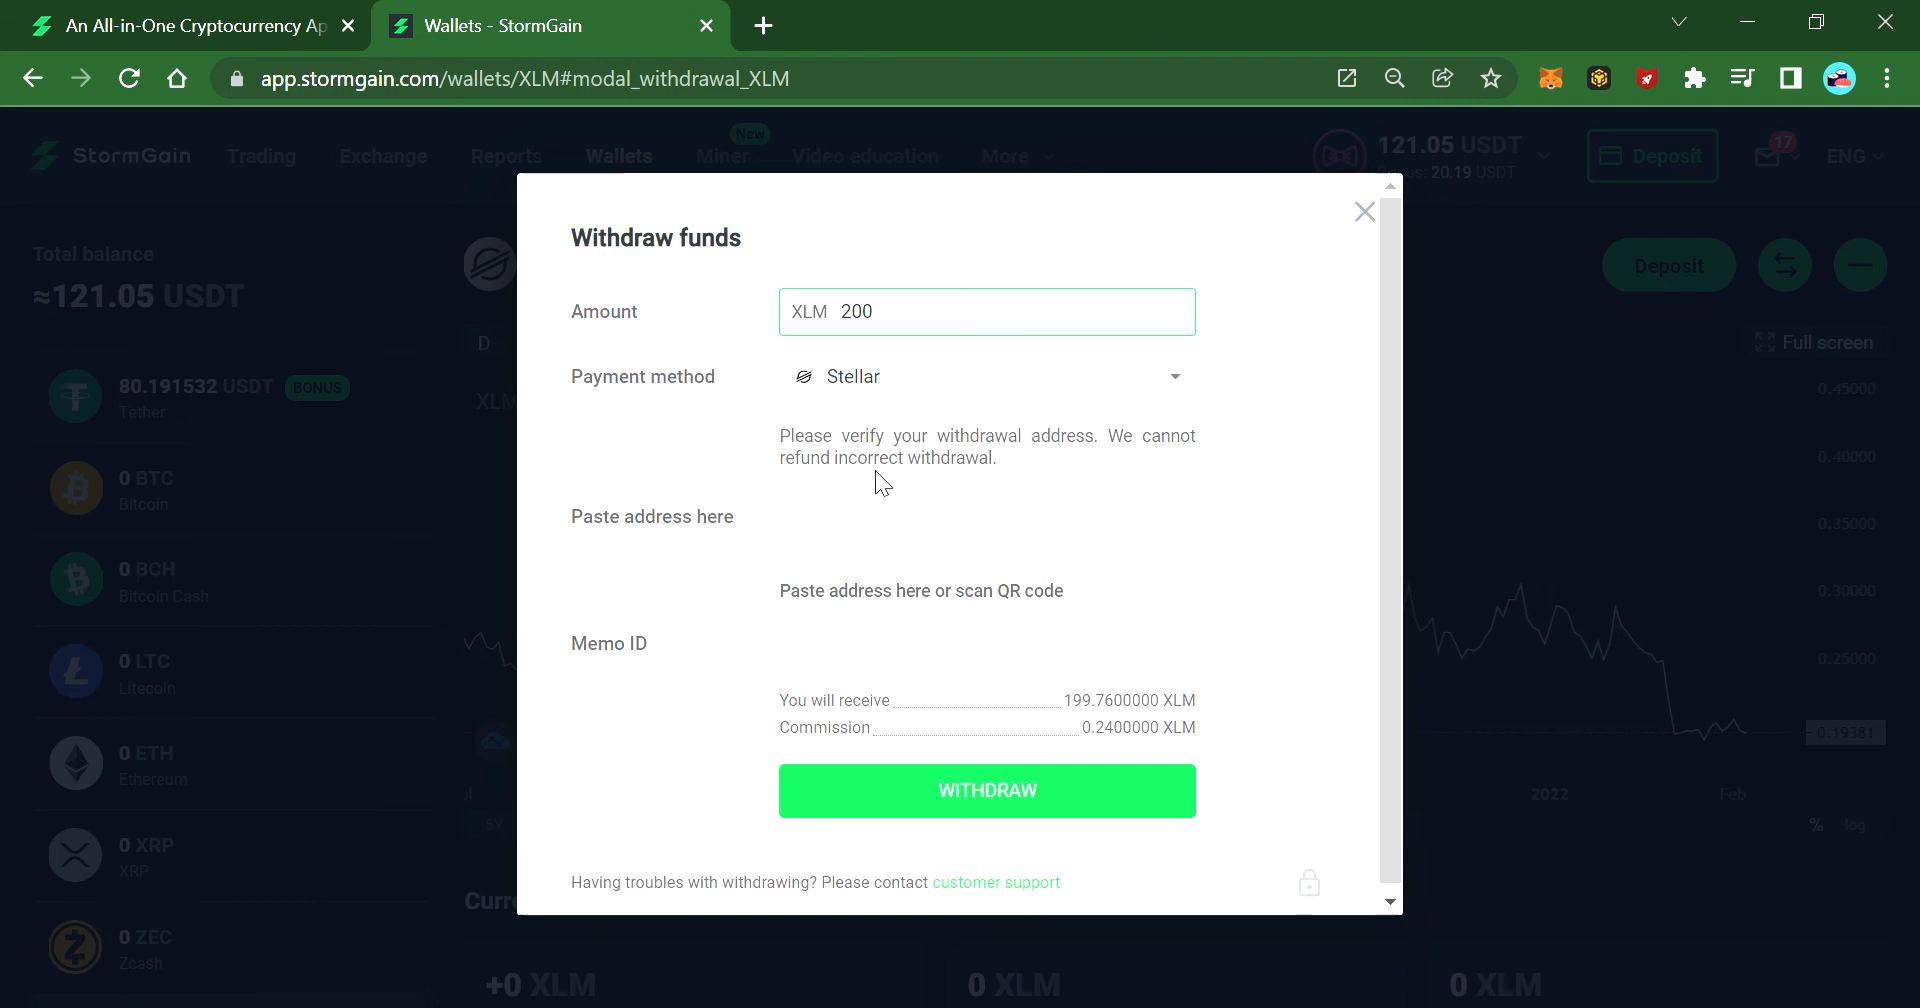 An All-in-One Cryptocurrency Ap
Wallets - StormGain
app.stormgain.com/wallets/XLM#modal_withdrawal_XLM
StormGain
Trading
Exchange
Reports
Wallets
Miner
New
Video education
More
121.05 USDT
us: 20.19 USDT
Deposit
17
ENG
Total balance
≈121.05 USDT
80.191532 USDT BONUS
Tether
0 BTC
Bitcoin
0 BCH
Bitcoin Cash
0 LTC
Litecoin
0 ETH
Ethereum
0 XRP
XRP
0 ZEC
Zcash
D
XLM
5Y
Curr
Withdraw funds
Amount
XLM 200
Payment method
Stellar
Please verify your withdrawal address. We cannot
refund incorrect withdrawal.
Paste address here
Paste address here or scan QR code
Memo ID
You will receive 199.7600000 XLM
Commission 0.2400000 XLM
WITHDRAW
Having troubles with withdrawing? Please contact customer support
Deposit
Full screen
0.45000
0.40000
0.35000
0.30000
0.25000
0.19381
2022
Feb
% log
+0 XLM
0 XLM
0 XLM